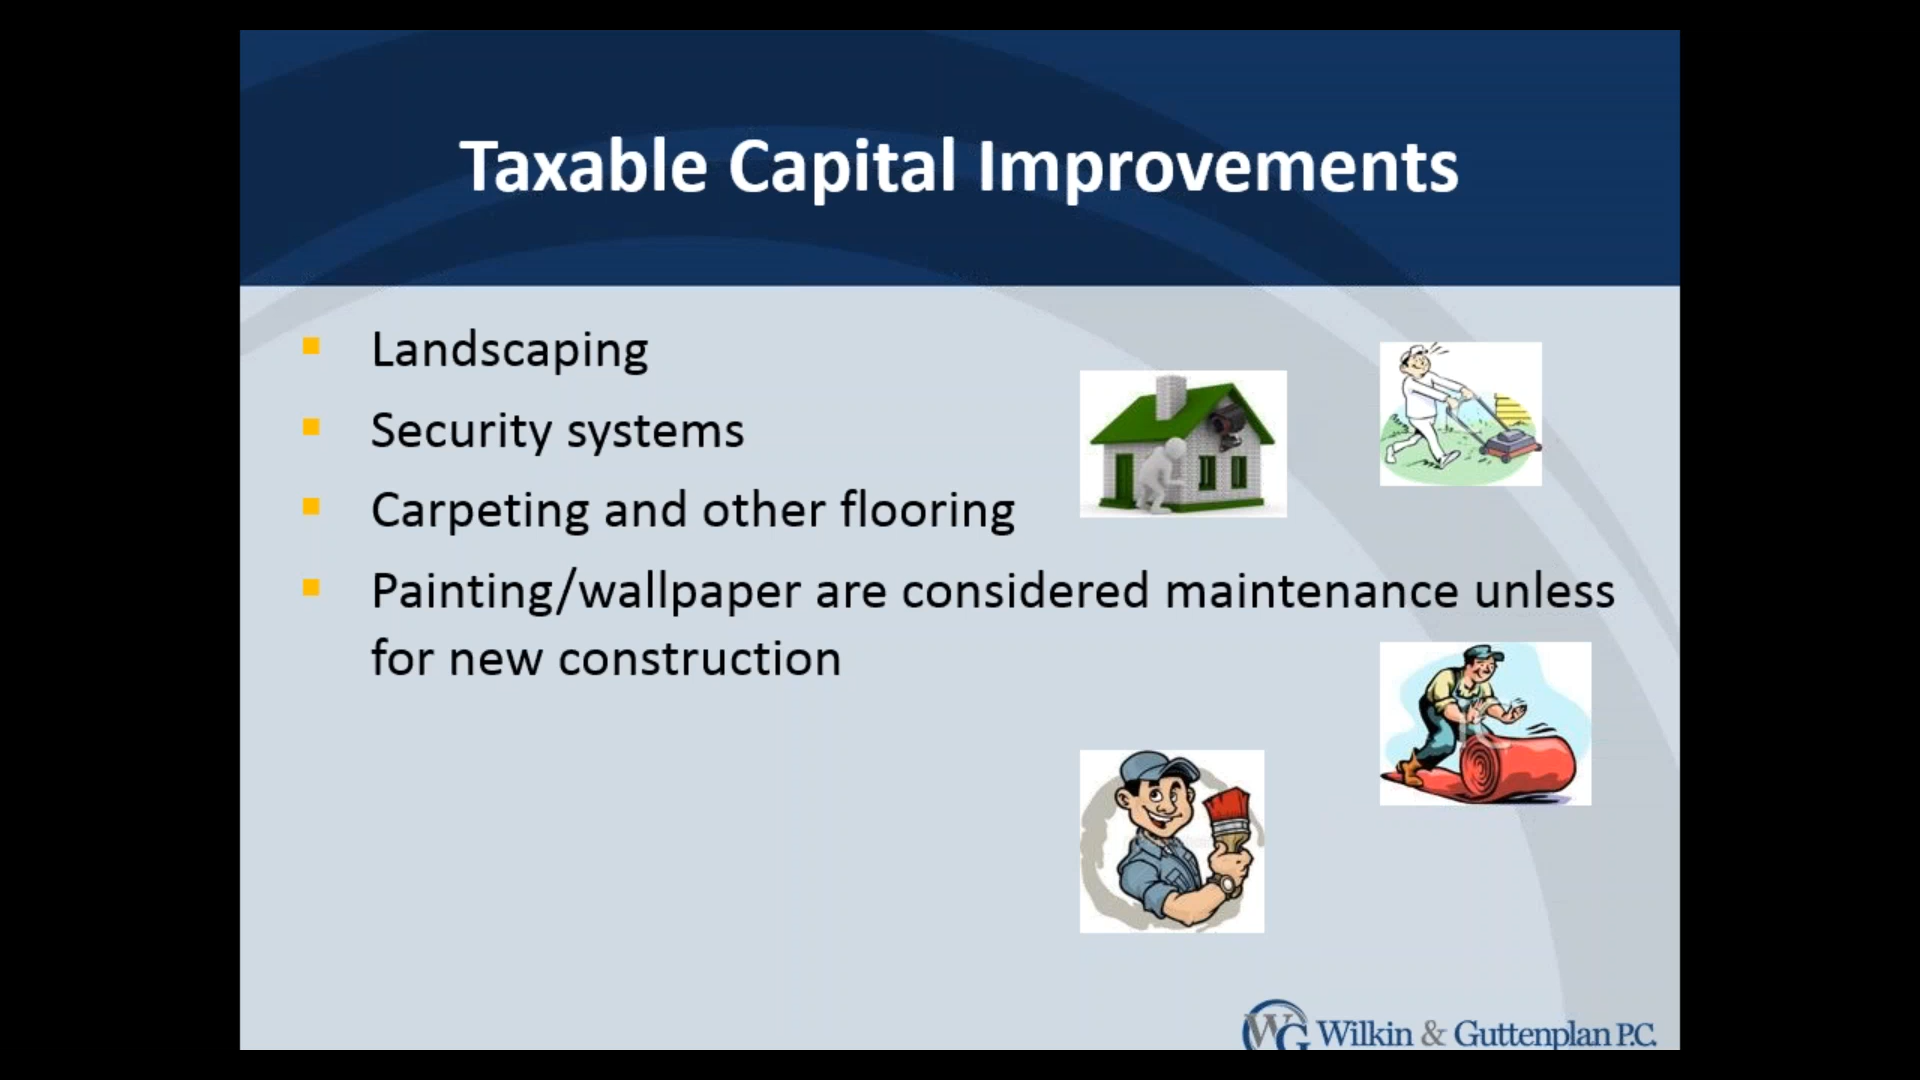 Taxable Capital Improvements
Landscaping
Security systems
Carpeting and other flooring
Painting/wallpaper are considered maintenance unless
for new construction
WG Wilkin & Guttenplan P.C.